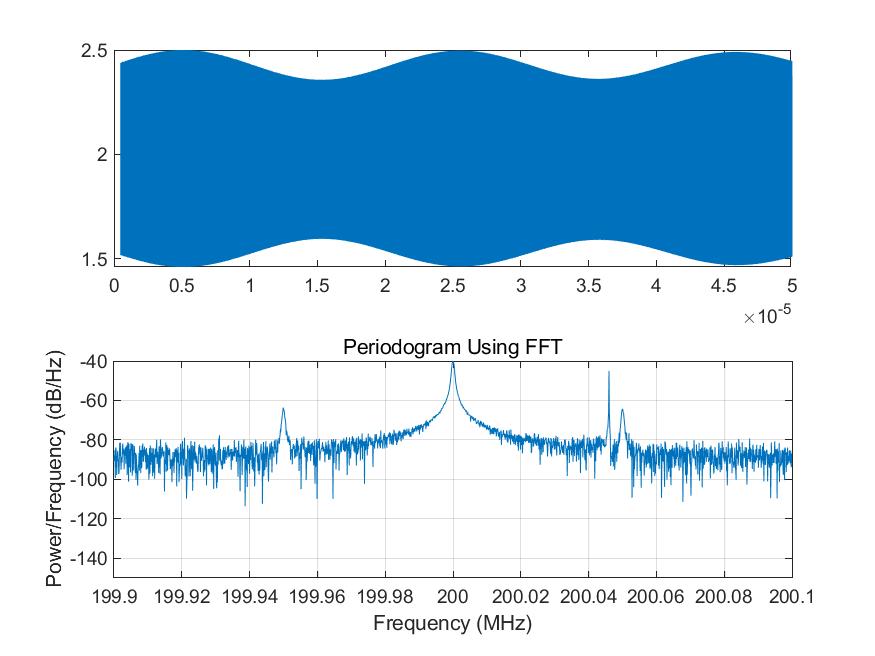 2.5
2
1.5
0 0.5 1 1.5 2 2.5 3 3.5 4 4.5 5
×10-5
Periodogram Using FFT
Power/Frequency (dB/Hz)
-40
-60
-80
-100
-120
-140
199.9 199.92 199.94 199.96 199.98 200 200.02 200.04 200.06 200.08 200.1
Frequency (MHz)